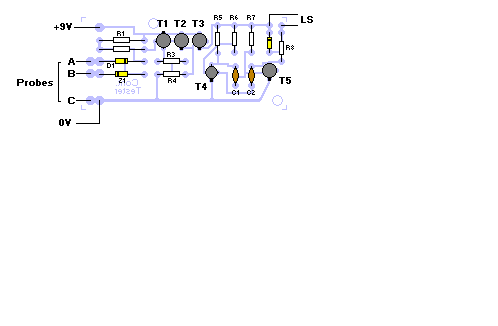 +9V
T1 T2 T3
R5 R6 R7
LS
R1
R8
R3
A
D1
Probes
B
Z1
R4
T4
T5
Cont.
Tester
C1 C2
C
0V